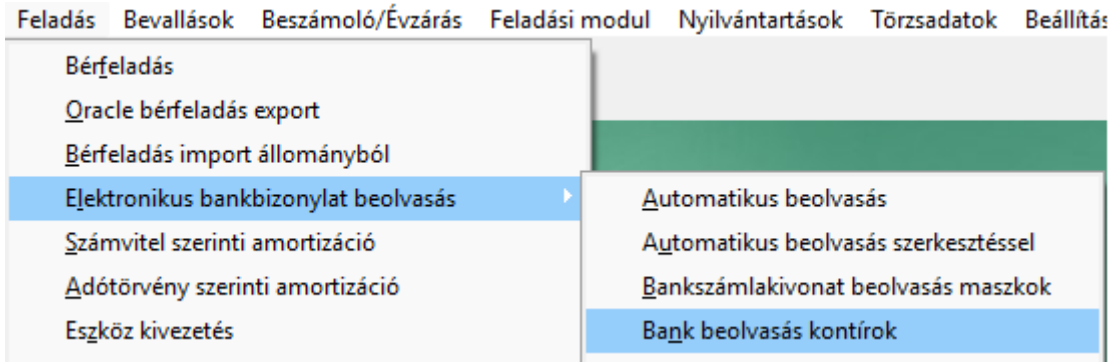 Feladás Bevallások Beszámoló/Évzárás Feladási modul Nyilvántartások Törzsadatok
Bérfeladás
Oracle bérfeladás export
Bérfeladás import állományból
Elektronikus bankbizonylat beolvasás
Automatikus beolvasás
Számvitel szerinti amortizáció
Automatikus beolvasás szerkesztéssel
Adótörvény szerinti amortizáció
Bankszámlakivonat beolvasás maszkok
Eszköz kivezetés
Bank beolvasás kontírok